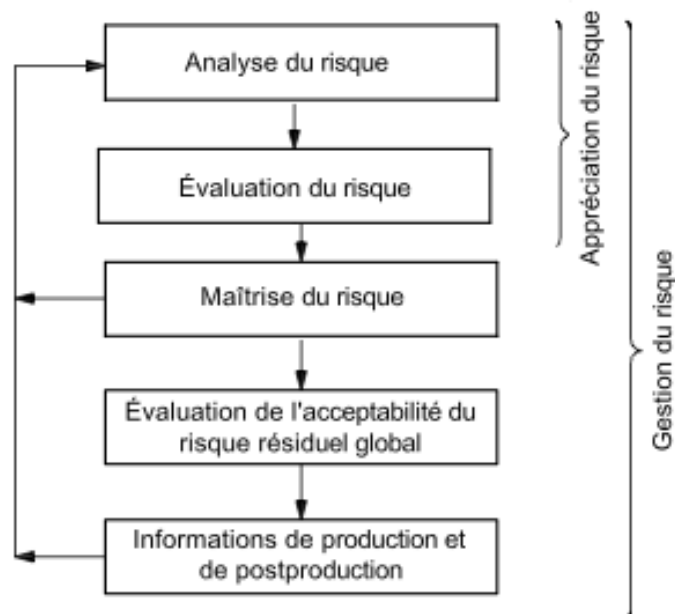 Analyse du risque
Évaluation du risque
Maîtrise du risque
Évaluation de l'acceptabilité du
risque résiduel global
Informations de production et
de postproduction
Appréciation du risque
Gestion du risque